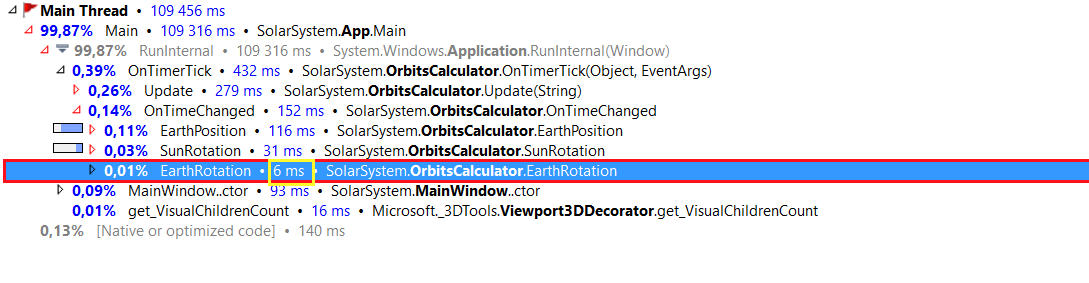 Main Thread • 109 456 ms
99,87% Main • 109 316 ms • SolarSystem.App.Main
99,87% RunInternal • 109 316 ms • System.Windows.Application.RunInternal(Window)
0,39% OnTimerTick • 432 ms • SolarSystem.OrbitsCalculator.OnTimerTick(Object, EventArgs)
0,26% Update • 279 ms • SolarSystem.OrbitsCalculator.Update(String)
0,14% OnTimeChanged • 152 ms • SolarSystem.OrbitsCalculator.OnTimeChanged
0,11% EarthPosition • 116 ms • SolarSystem.OrbitsCalculator.EarthPosition
0,03% SunRotation • 31 ms • SolarSystem.OrbitsCalculator.SunRotation
0,01% EarthRotation • 6 ms • SolarSystem.OrbitsCalculator.EarthRotation
0,09% MainWindow..ctor • 93 ms • SolarSystem.MainWindow..ctor
0,01% get_VisualChildrenCount • 16 ms • Microsoft._3DTools.Viewport3DDecorator.get_VisualChildrenCount
0,13% [Native or optimized code] • 140 ms